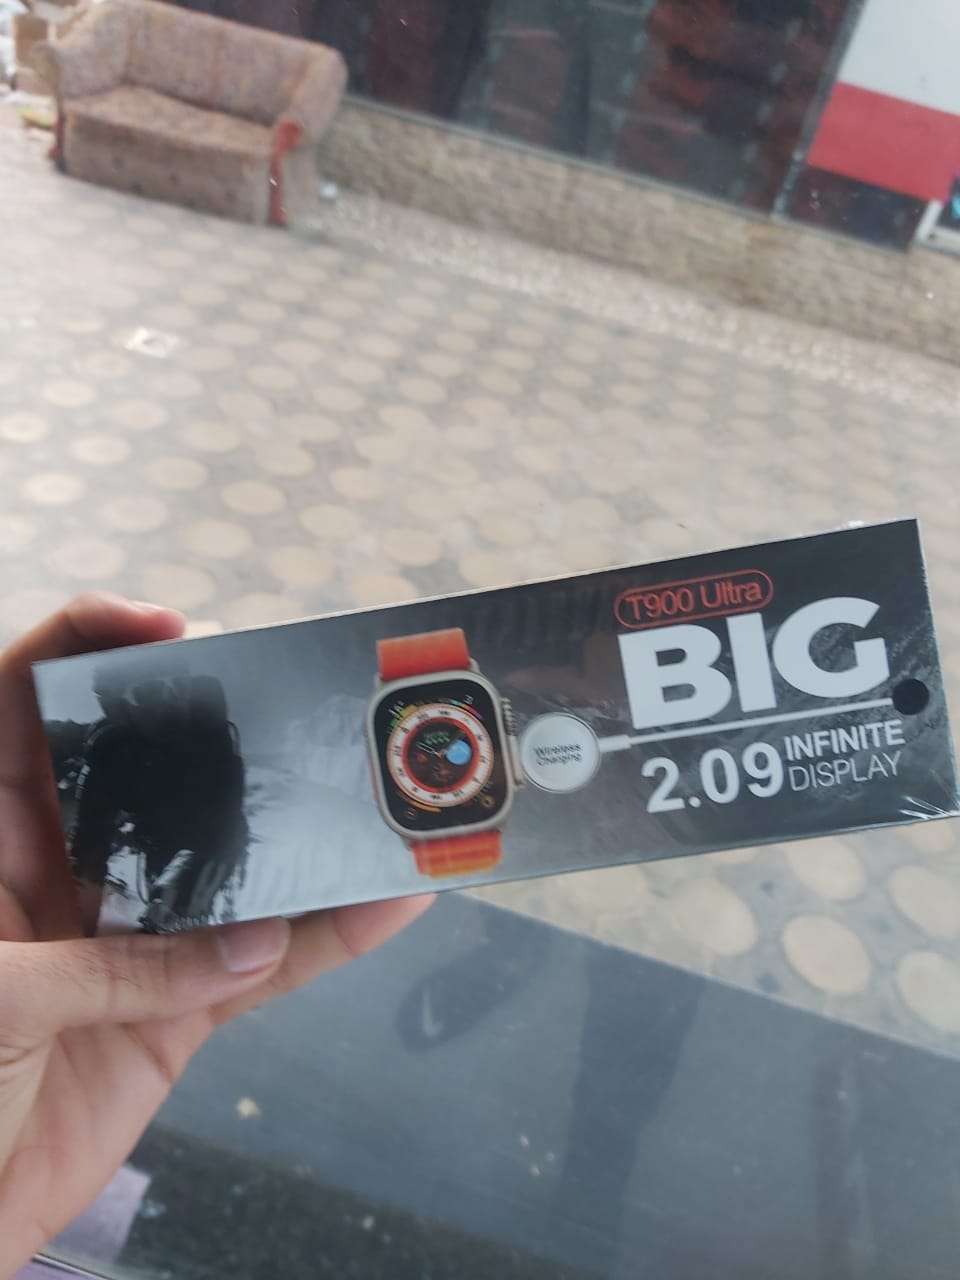 T900 Ultra
BIG
2.09 INFINITE
DISPLAY
Wireless
Charging